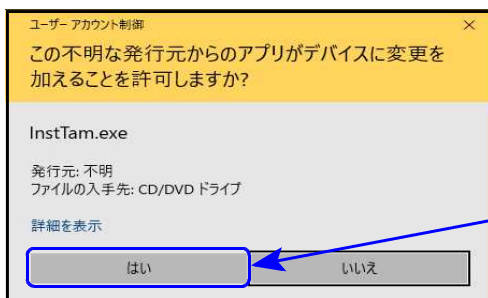 ユーザー アカウント制御
この不明な発行元からのアプリがデバイスに変更を
加えることを許可しますか?
InstTam.exe
発行元: 不明
ファイルの入手先: CD/DVD ドライブ
詳細を表示
はい
いいえ